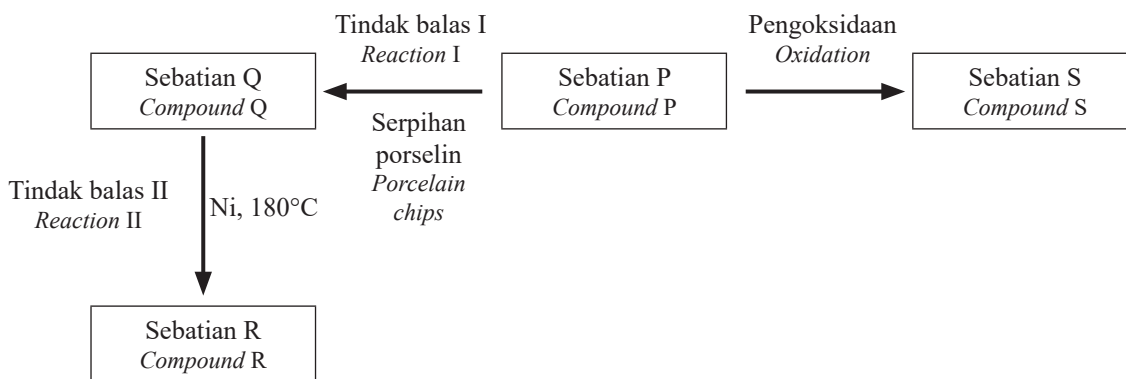 Tindak balas I
Reaction I
Pengoksidaan
Oxidation
Sebatian Q
Compound Q
Sebatian P
Compound P
Sebatian S
Compound S
Serpihan
porselin
Porcelain
chips
Tindak balas II
Reaction II
Ni, 180°C
Sebatian R
Compound R